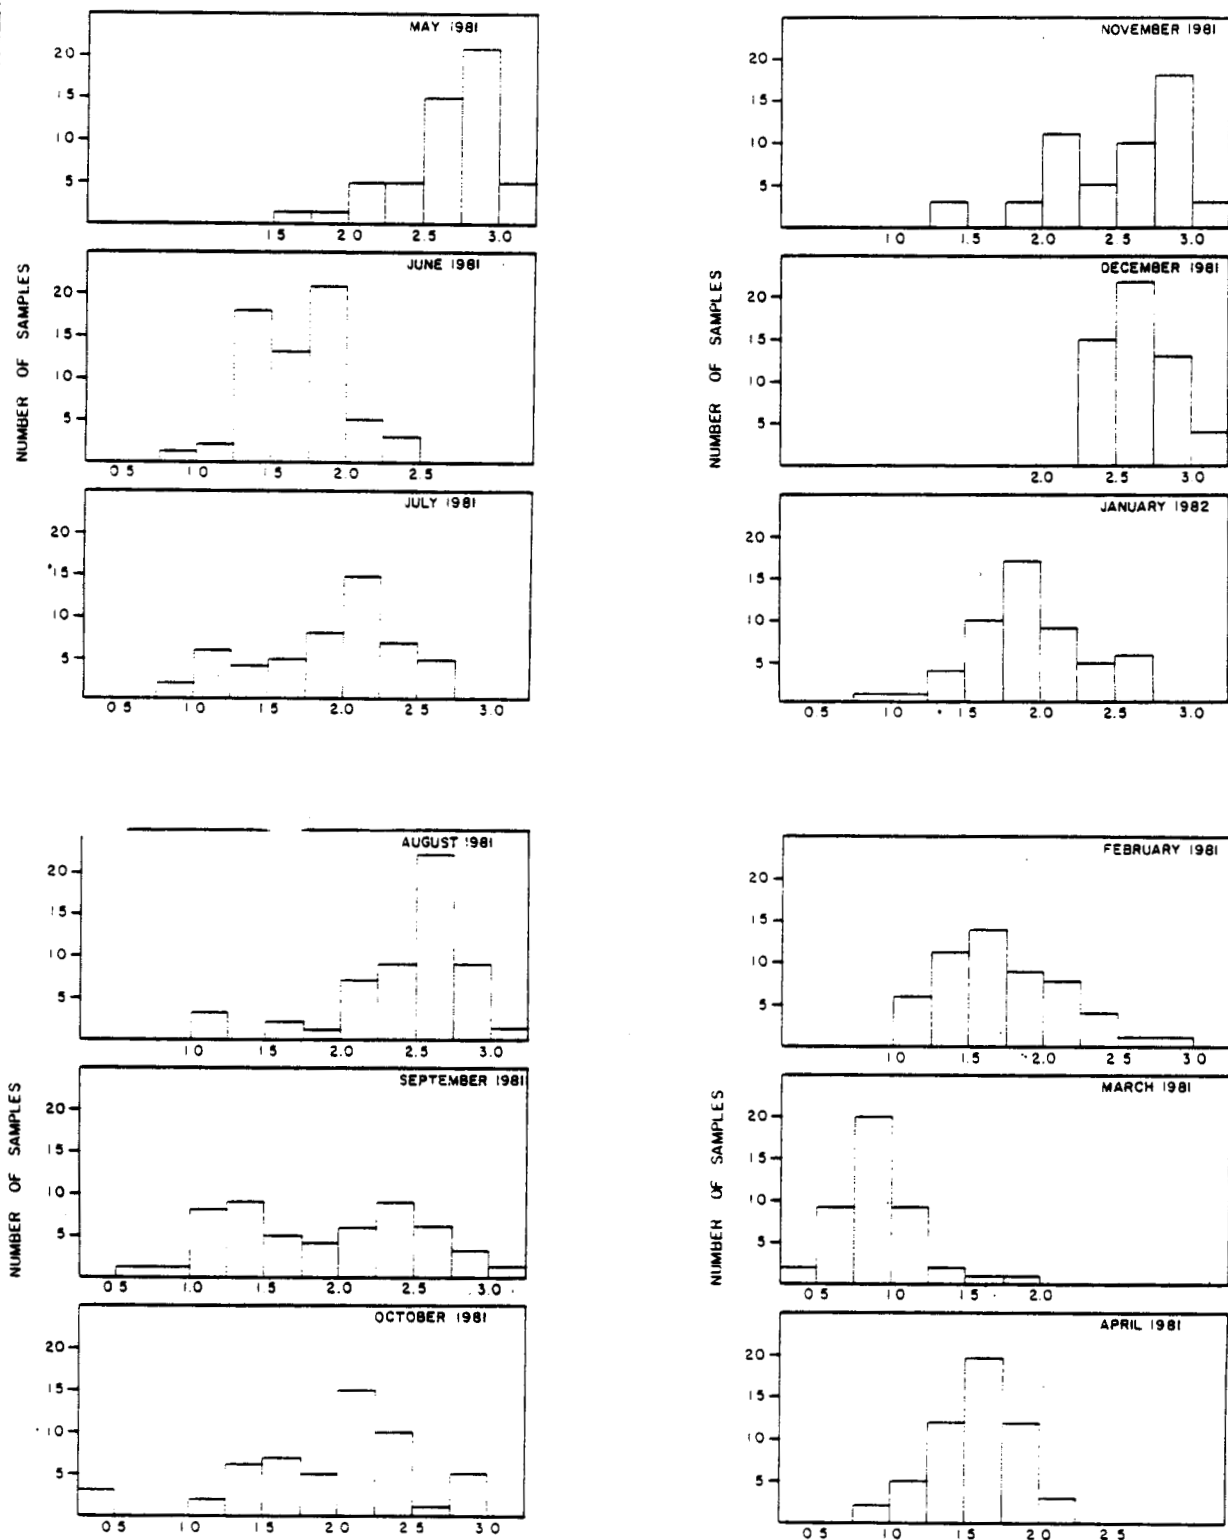 MAY 1981
20
15
10
5
1.5 2.0 2.5 3.0
JUNE 1981
20
15
10
5
0.5 1.0 1.5 2.0 2.5
NUMBER OF SAMPLES
JULY 1981
20
15
10
5
0.5 1.0 1.5 2.0 2.5 3.0
NOVEMBER 1981
20
15
10
5
1.0 1.5 2.0 2.5 3.0
DECEMBER 1981
20
15
10
5
2.0 2.5 3.0
NUMBER OF SAMPLES
JANUARY 1982
20
15
10
5
0.5 1.0 1.5 2.0 2.5 3.0
AUGUST 1981
20
15
10
5
1.0 1.5 2.0 2.5 3.0
SEPTEMBER 1981
20
15
10
5
0.5 1.0 1.5 2.0 2.5 3.0
NUMBER OF SAMPLES
OCTOBER 1981
20
15
10
5
0.5 1.0 1.5 2.0 2.5 3.0
FEBRUARY 1981
20
15
10
5
1.0 1.5 2.0 2.5 3.0
MARCH 1981
20
15
10
5
0.5 1.0 1.5 2.0
NUMBER OF SAMPLES
APRIL 1981
20
15
10
5
0.5 1.0 1.5 2.0 2.5